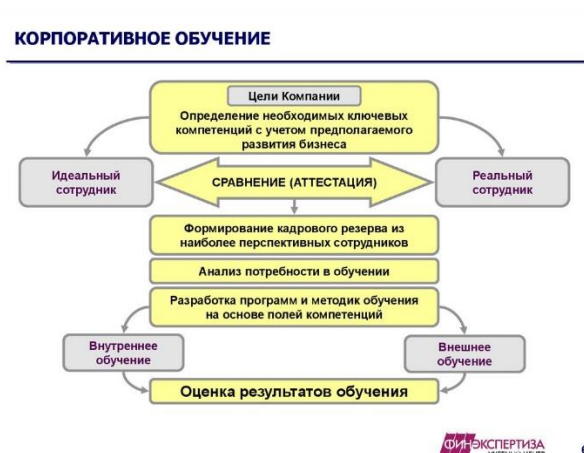 КОРПОРАТИВНОЕ ОБУЧЕНИЕ
Цели Компании
Определение необходимых ключевых
компетенций с учетом предполагаемого
развития бизнеса
Идеальный
сотрудник
СРАВНЕНИЕ (АТТЕСТАЦИЯ)
Реальный
сотрудник
Формирование кадрового резерва из
наиболее перспективных сотрудников
Анализ потребности в обучении
Разработка программ и методик обучения
на основе полей компетенций
Внутреннее
обучение
Внешнее
обучение
Оценка результатов обучения
ФИНЭКСПЕРТИЗА